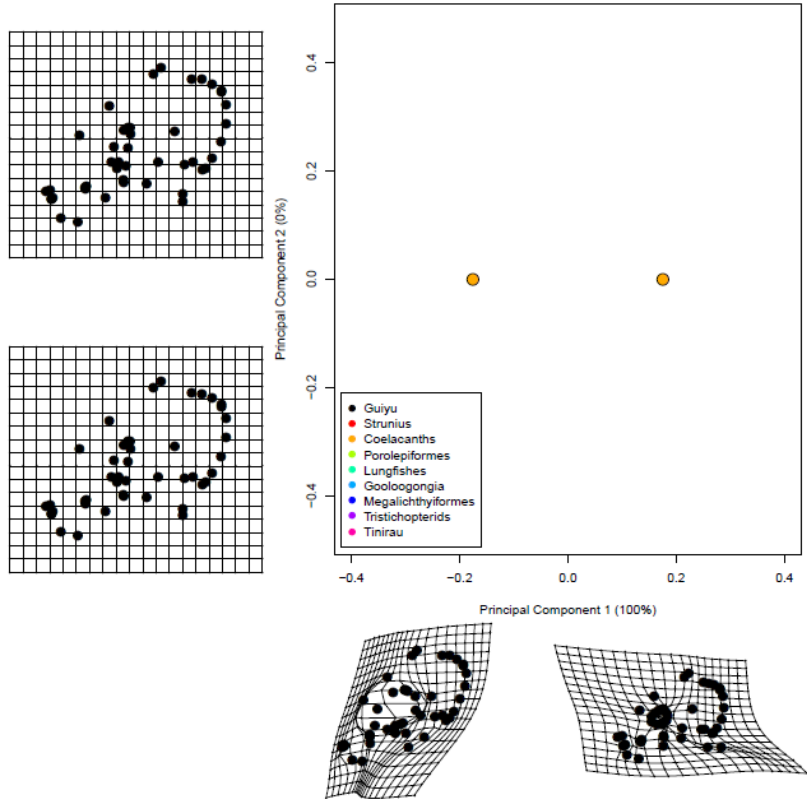 Principal Component 2 (0%)
0.4
0.2
0.0
−0.2
−0.4
Guiyu
Strunius
Coelacanths
Porolepiformes
Lungfishes
Gooloogongia
Megalichthyiformes
Tristichopterids
Tinirau
−0.4 −0.2 0.0 0.2 0.4
Principal Component 1 (100%)